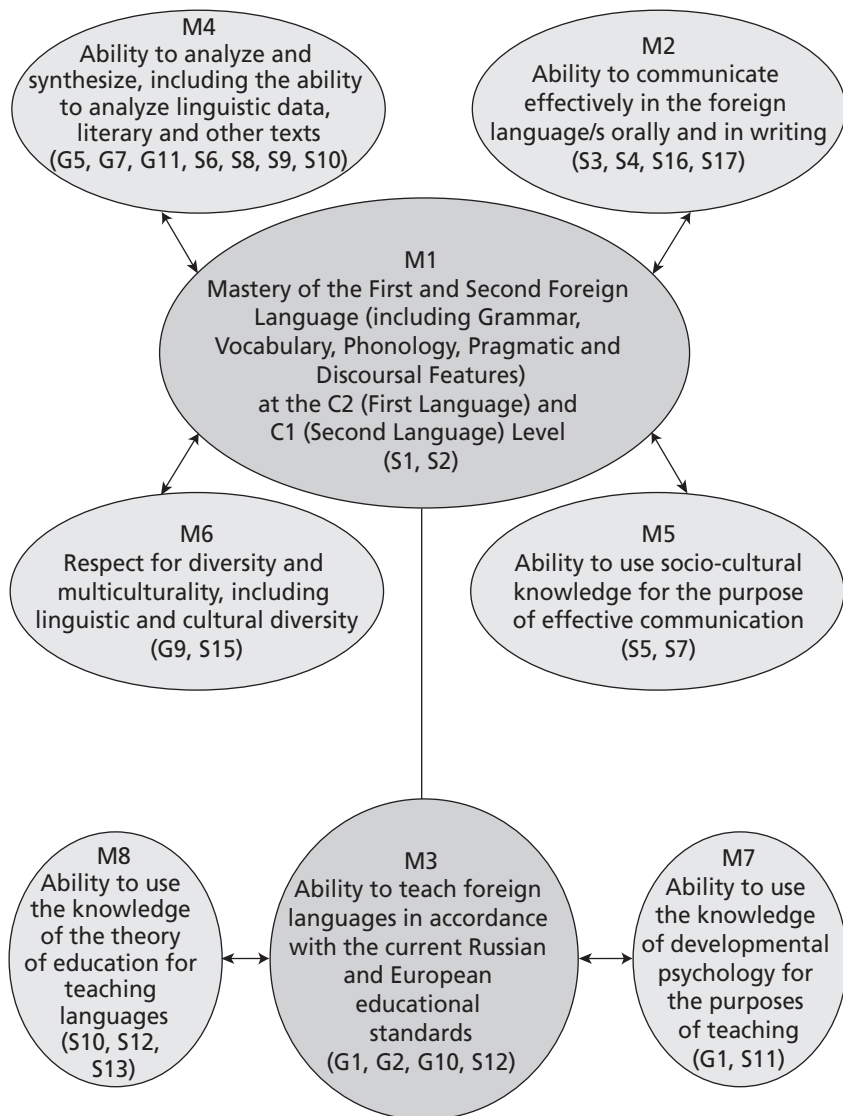 M4
Ability to analyze and
synthesize, including the ability
to analyze linguistic data,
literary and other texts
(G5, G7, G11, S6, S8, S9, S10)
M2
Ability to communicate
effectively in the foreign
language/s orally and in writing
(S3, S4, S16, S17)
M1
Mastery of the First and Second Foreign
Language (including Grammar,
Vocabulary, Phonology, Pragmatic and
Discoursal Features)
at the C2 (First Language) and
C1 (Second Language) Level
(S1, S2)
M6
Respect for diversity and
multiculturality, including
linguistic and cultural diversity
(G9, S15)
M5
Ability to use socio-cultural
knowledge for the purpose
of effective communication
(S5, S7)
M8
Ability to use
the knowledge
of the theory
of education for
teaching
languages
(S10, S12,
S13)
M3
Ability to teach foreign
languages in accordance
with the current Russian
and European
educational
standards
(G1, G2, G10, S12)
M7
Ability to use
the knowledge
of developmental
psychology for
the purposes
of teaching
(G1, S11)